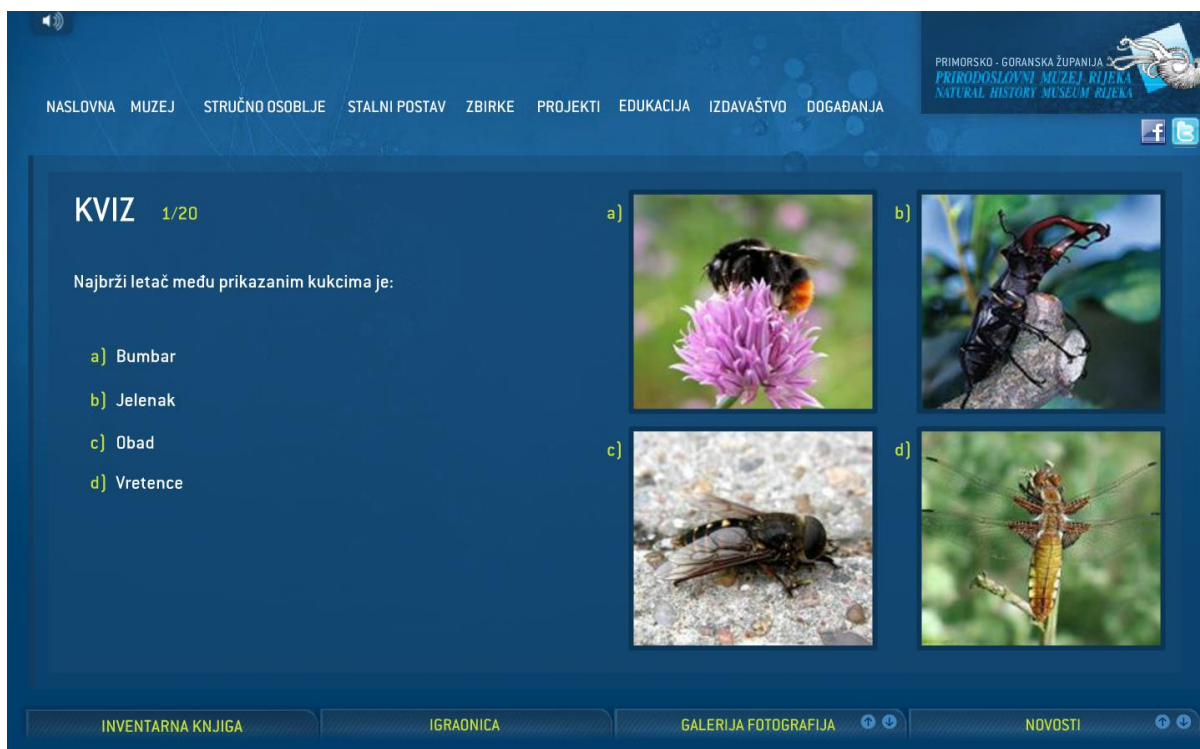 PRIMORSKO - GORANSKA ŽUPANIJA
PRIRODOSLOVNI MUZEJ RIJEKA
NATURAL HISTORY MUSEUM RIJEKA
NASLOVNA MUZEJ STRUČNO OSOBLJE STALNI POSTAV ZBIRKE PROJEKTI EDUKACIJA IZDAVAŠTVO DOGAĐANJA
KVIZ 1/20
Najbrži letač među prikazanim kukcima je:
a) Bumbar
b) Jelenak
c) Obad
d) Vretence
a)
b)
c)
d)
INVENTARNA KNJIGA IGRAONICA GALERIJA FOTOGRAFIJA NOVOSTI